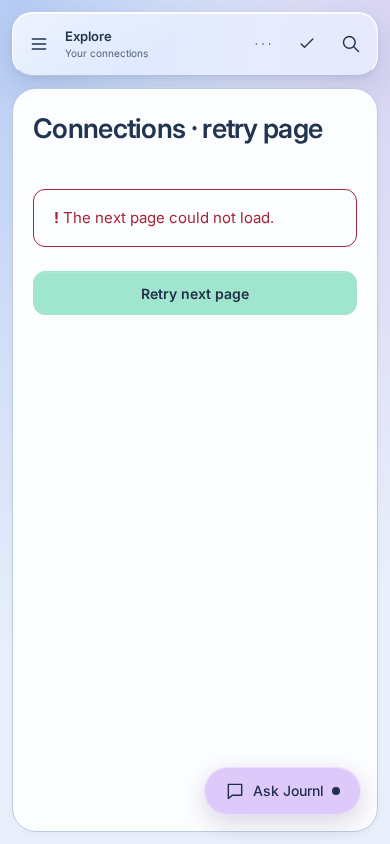 Explore
Your connections
...
Connections · retry page
! The next page could not load.
Retry next page
Ask Journl